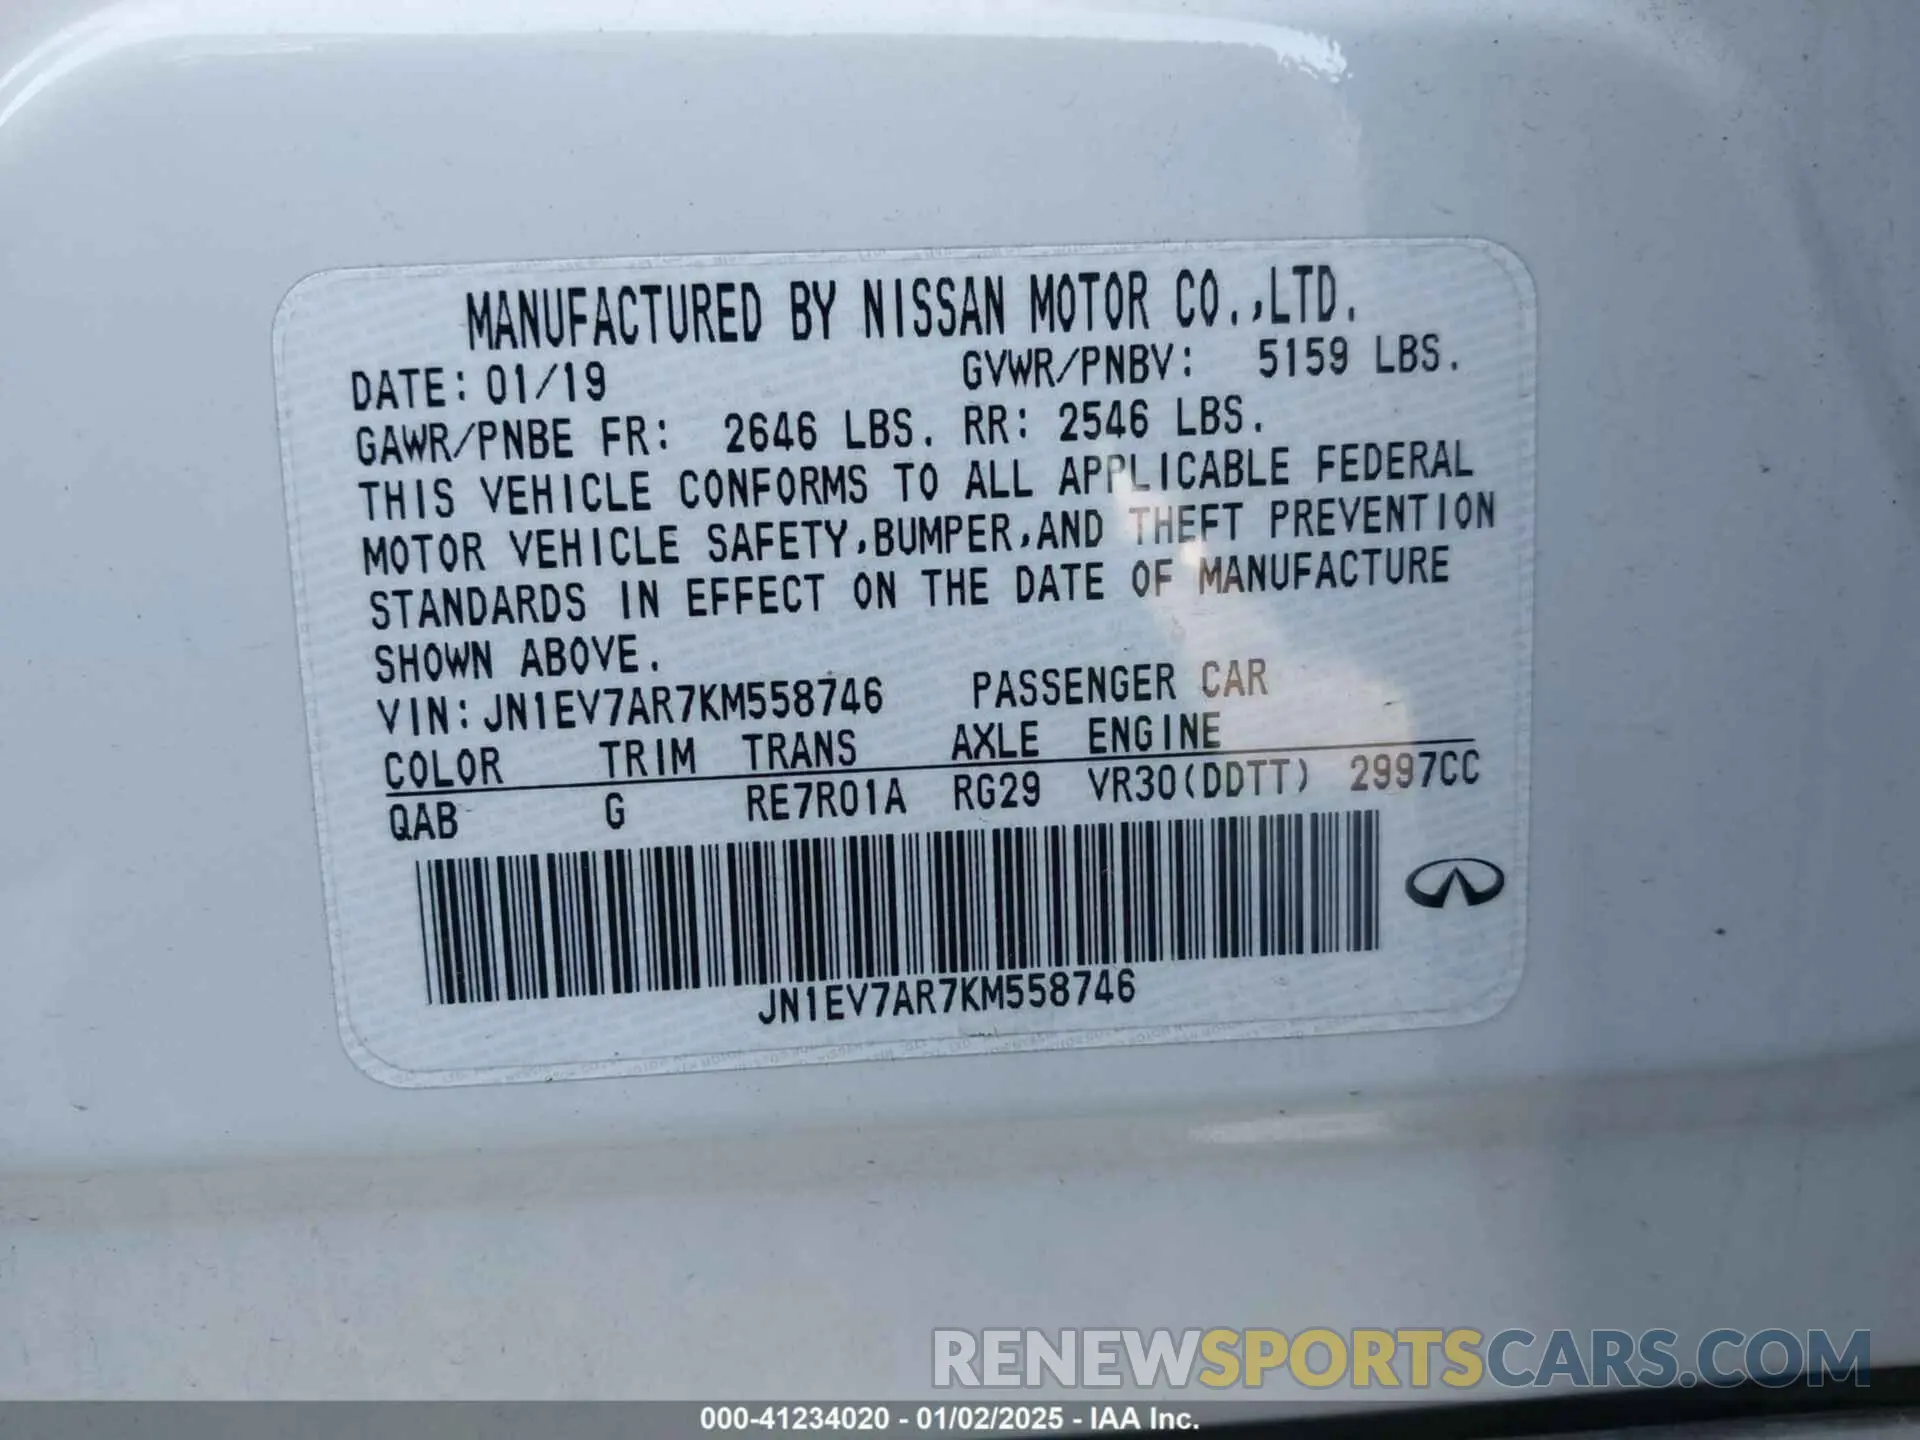 MANUFACTURED BY NISSAN MOTOR CO.,LTD.
DATE: 01/19 GVWR/PNBV: 5159 LBS.
GAWR/PNBE FR: 2646 LBS. RR: 2546 LBS.
THIS VEHICLE CONFORMS TO ALL APPLICABLE FEDERAL
MOTOR VEHICLE SAFETY,BUMPER,AND THEFT PREVENTION
STANDARDS IN EFFECT ON THE DATE OF MANUFACTURE
SHOWN ABOVE.
VIN: JN1EV7AR7KM558746 PASSENGER CAR
COLOR TRIM TRANS AXLE ENGINE
QAB G RE7R01A RG29 VR30(DDTT) 2997CC
JN1EV7AR7KM558746
RENEWSPORTSCARS.COM
000-41234020 - 01/02/2025 - IAA Inc.